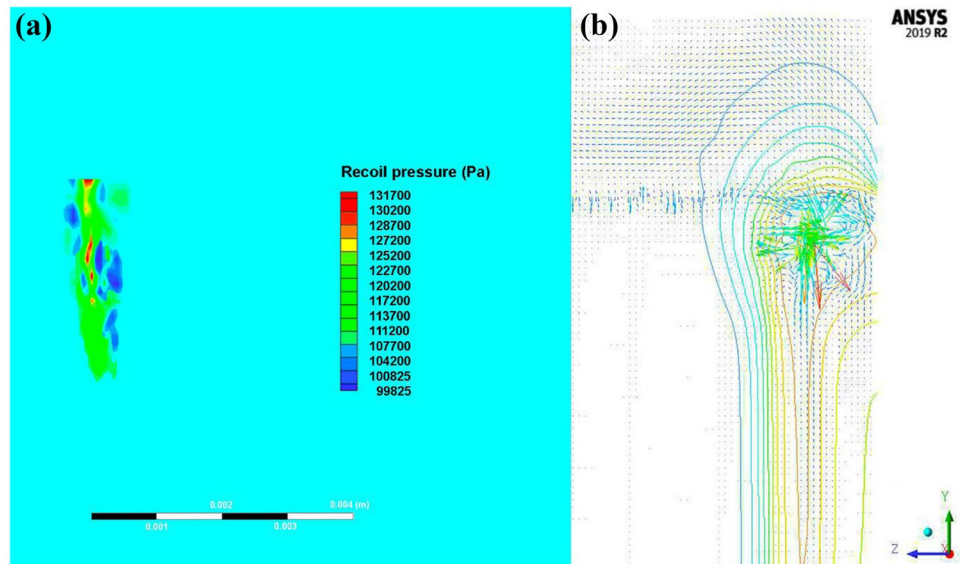 (a)
Recoil pressure (Pa)
131700
130200
128700
127200
125200
122700
120200
117200
113700
111200
107700
104200
100825
99825
0.002
0.004 (m)
0.001
0.003
(b)
ANSYS
2019 R2
Y
Z
X